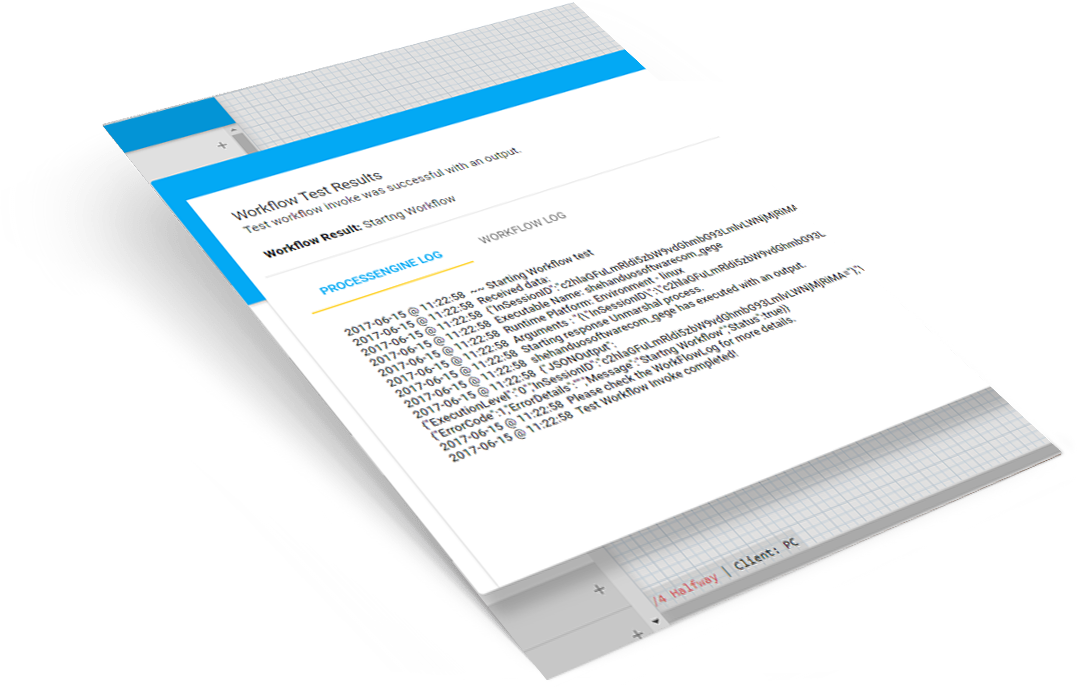 Workflow Test Results
Test workflow invoke was successful with an output.
Workflow Result: Startng Workflow
PROCESSENGINE LOG
WORKFLOW LOG
2017-06-15 @ 11:22:58 ~~ Starting Workflow test
2017-06-15 @ 11:22:58 Received data:
2017-06-15 @ 11:22:58 {"InSessionID":"c2hlaGFuLmRldi5zbW9vdGhmbG93LmlvLWNjMjRiMA
2017-06-15 @ 11:22:58 Executable Name: shehanduosoftwarecom_gege
2017-06-15 @ 11:22:58 Runtime Platform: Environment - linux
2017-06-15 @ 11:22:58 Arguments : "{\"InSessionID\":\"c2hlaGFuLmRldi5zbW9vdGhmbG93L
2017-06-15 @ 11:22:58 Starting response Unmarshal process.
2017-06-15 @ 11:22:58 shehanduosoftwarecom_gege has executed with an output.
2017-06-15 @ 11:22:58 {"JSONOutput":
{"ExecutionLevel":"0","InSessionID":"c2hlaGFuLmRldi5zbW9vdGhmbG93LmlvLWNjMjRiMA="},"
{"ErrorCode":1,"ErrorDetails":"","Message":"Startng Workflow","Status":true}}
2017-06-15 @ 11:22:58 Please check the WorkFlowLog for more details.
2017-06-15 @ 11:22:58 Test Workflow Invoke completed!
/4 Halfway | Client: PC